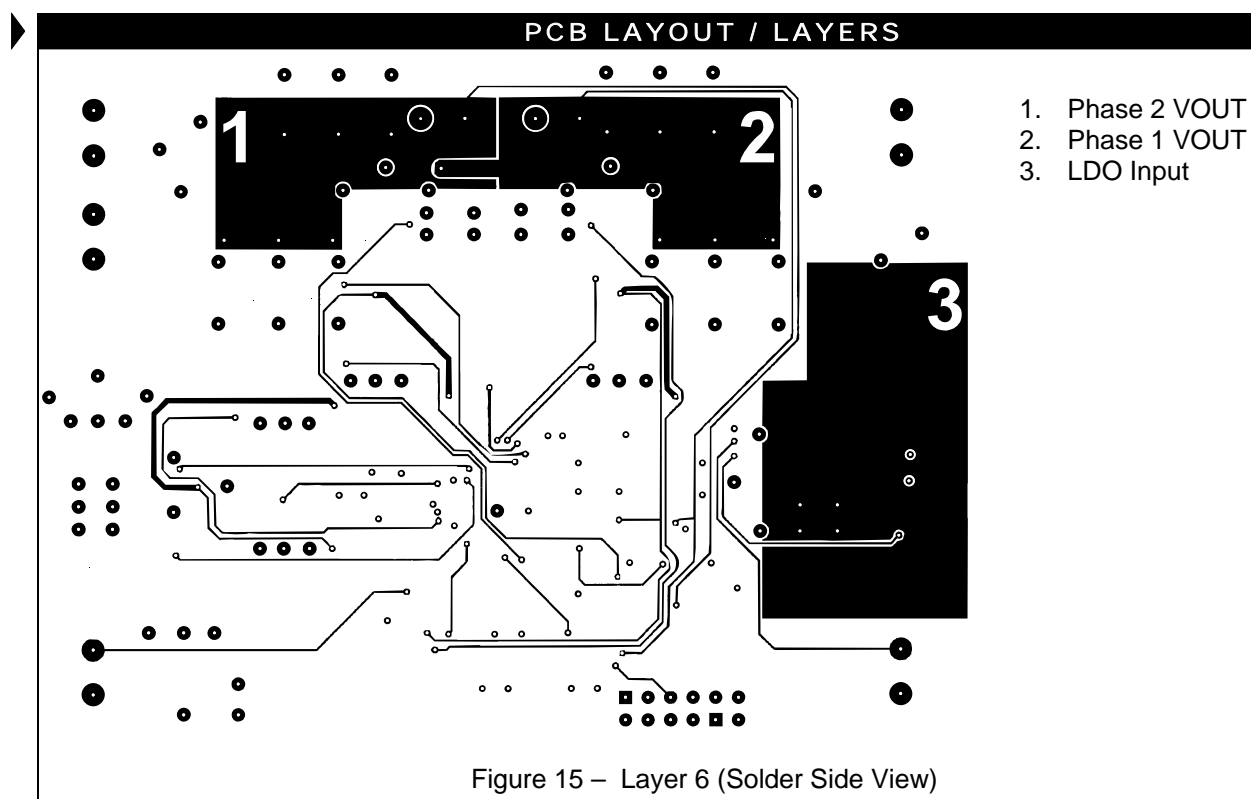 PCB LAYOUT / LAYERS
1
2
3
1. Phase 2 VOUT
2. Phase 1 VOUT
3. LDO Input
Figure 15 – Layer 6 (Solder Side View)